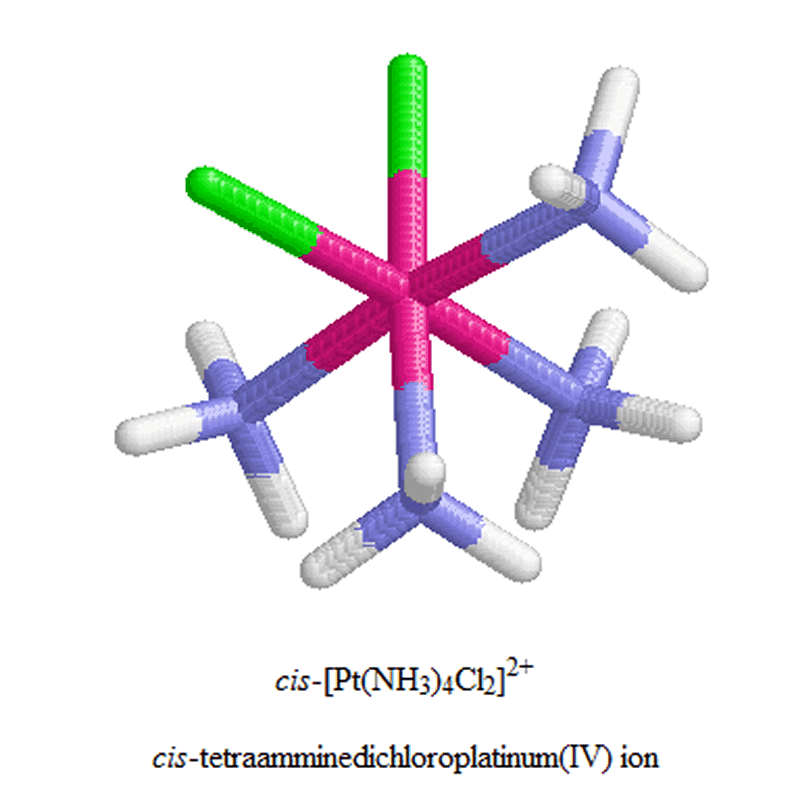 cis-[Pt(NH₃)₄Cl₂]²⁺
cis-tetraamminedichloroplatinum(IV) ion